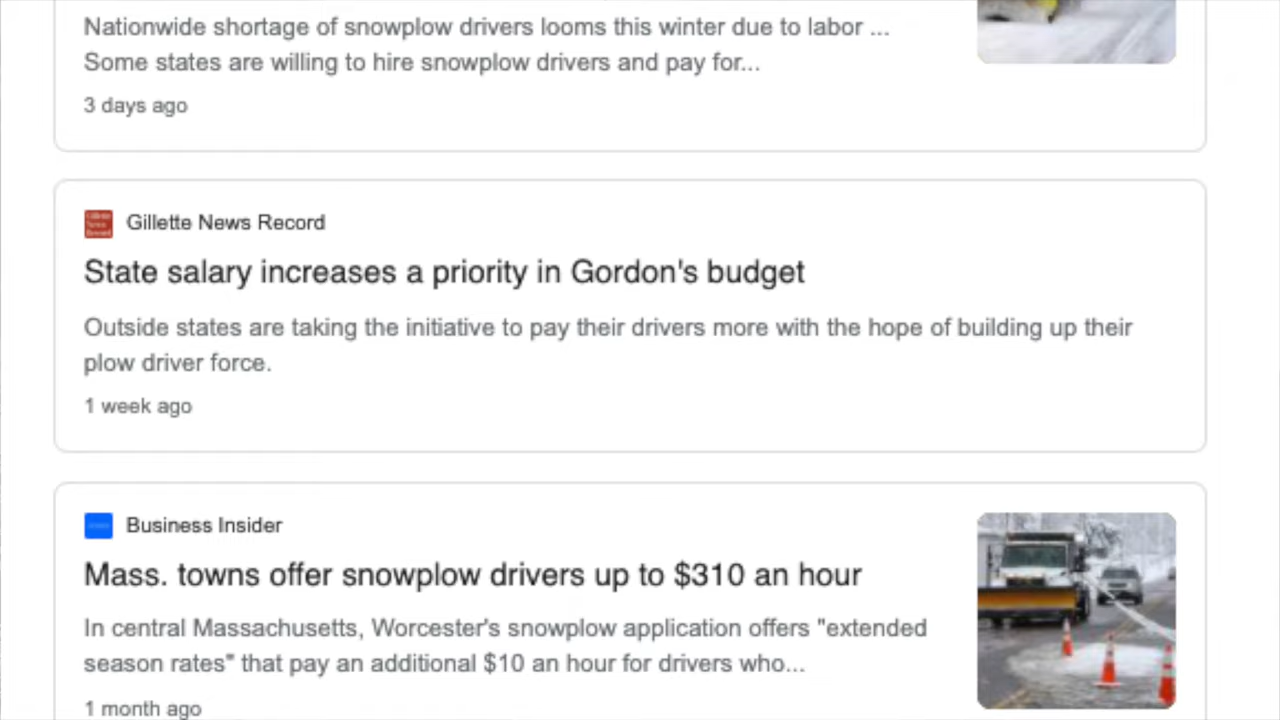 Nationwide shortage of snowplow drivers looms this winter due to labor ...
Some states are willing to hire snowplow drivers and pay for...
3 days ago
Gillette News Record
Gillette News Record
State salary increases a priority in Gordon's budget
Outside states are taking the initiative to pay their drivers more with the hope of building up their
plow driver force.
1 week ago
Business Insider
Mass. towns offer snowplow drivers up to $310 an hour
In central Massachusetts, Worcester's snowplow application offers "extended
season rates" that pay an additional $10 an hour for drivers who...
1 month ago